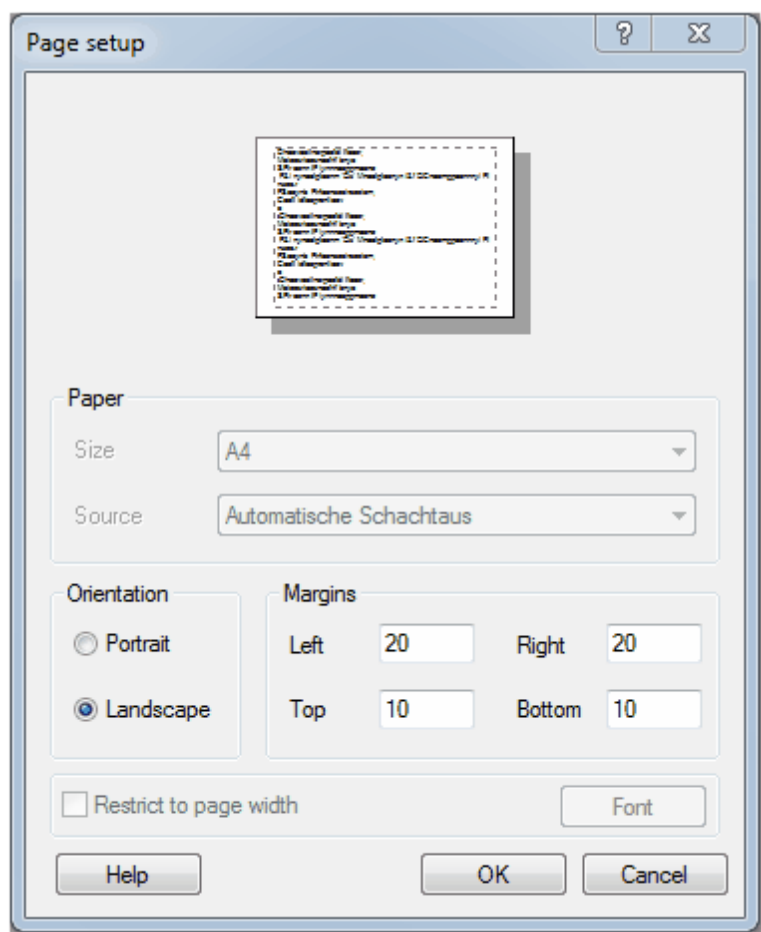 Page setup
Paper
Size A4
Source Automatische Schachtaus
Orientation
Portrait
Landscape
Margins
Left 20 Right 20
Top 10 Bottom 10
Restrict to page width Font
Help OK Cancel